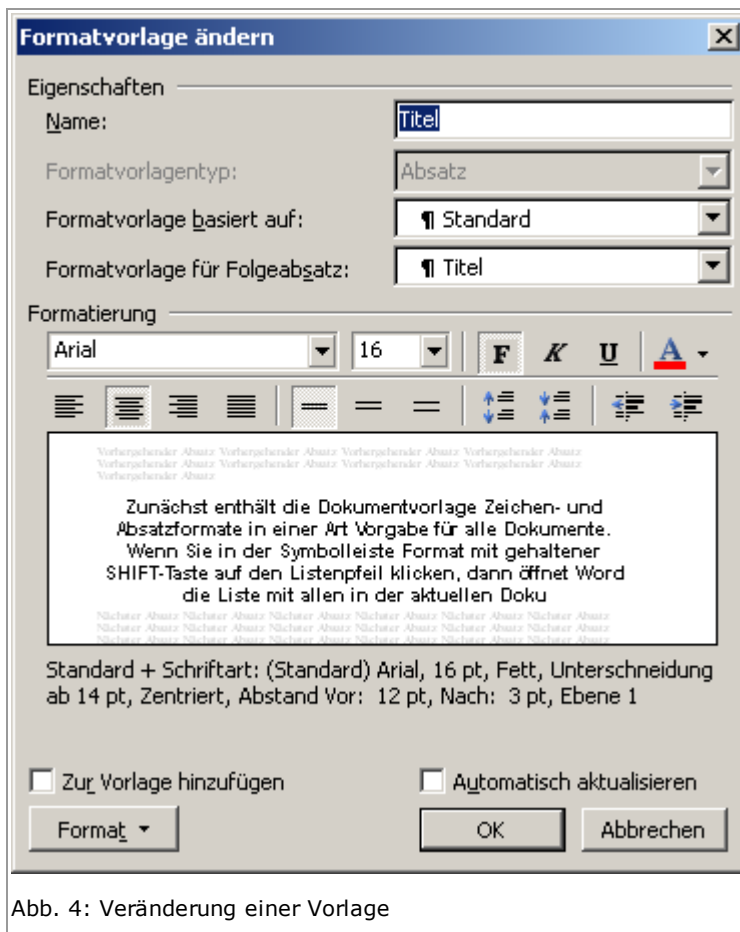 Formatvorlage ändern
Eigenschaften
Name: Titel
Formatvorlagentyp: Absatz
Formatvorlage basiert auf: ¶ Standard
Formatvorlage für Folgeabsatz: ¶ Titel
Formatierung
Arial 16 F K U A
Vorhergehender Absatz Vorhergehender Absatz Vorhergehender Absatz Vorhergehender Absatz
Vorhergehender Absatz Vorhergehender Absatz Vorhergehender Absatz Vorhergehender Absatz
Vorhergehender Absatz
Zunächst enthält die Dokumentvorlage Zeichen- und
Absatzformate in einer Art Vorgabe für alle Dokumente.
Wenn Sie in der Symbolleiste Format mit gehaltener
SHIFT-Taste auf den Listenpfeil klicken, dann öffnet Word
die Liste mit allen in der aktuellen Doku
Nächster Absatz Nächster Absatz Nächster Absatz Nächster Absatz Nächster Absatz
Nächster Absatz Nächster Absatz Nächster Absatz Nächster Absatz Nächster Absatz
Nächster Absatz Nächster Absatz Nächster Absatz Nächster Absatz Nächster Absatz
Standard + Schriftart: (Standard) Arial, 16 pt, Fett, Unterschneidung
ab 14 pt, Zentriert, Abstand Vor: 12 pt, Nach: 3 pt, Ebene 1
Zur Vorlage hinzufügen Automatisch aktualisieren
Format OK Abbrechen
Abb. 4: Veränderung einer Vorlage